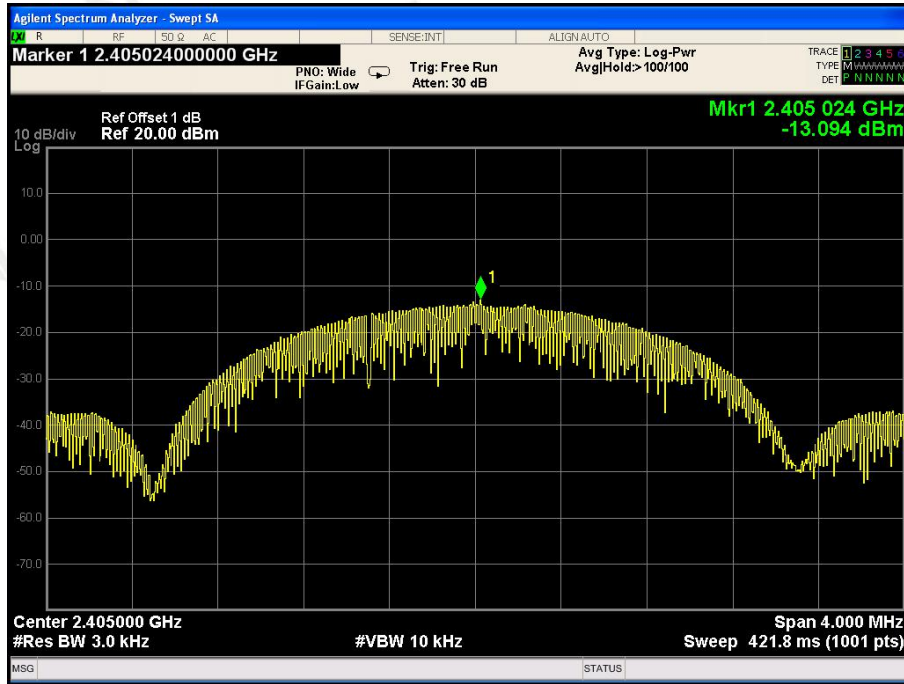 Agilent Spectrum Analyzer - Swept SA
LXI R RF 50 Ω AC SENSE:INT ALIGN AUTO
Marker 1 2.405024000000 GHz
PNO: Wide
IFGain:Low
Trig: Free Run
Atten: 30 dB
Avg Type: Log-Pwr
Avg|Hold:> 100/100
TRACE 1 2 3 4 5 6
TYPE M
DET P N N N N N
Mkr1 2.405 024 GHz
-13.094 dBm
Ref Offset 1 dB
10 dB/div Ref 20.00 dBm
Log
10.0
0.00
1
-10.0
-20.0
-30.0
-40.0
-50.0
-60.0
-70.0
Center 2.405000 GHz Span 4.000 MHz
#Res BW 3.0 kHz #VBW 10 kHz Sweep 421.8 ms (1001 pts)
MSG STATUS